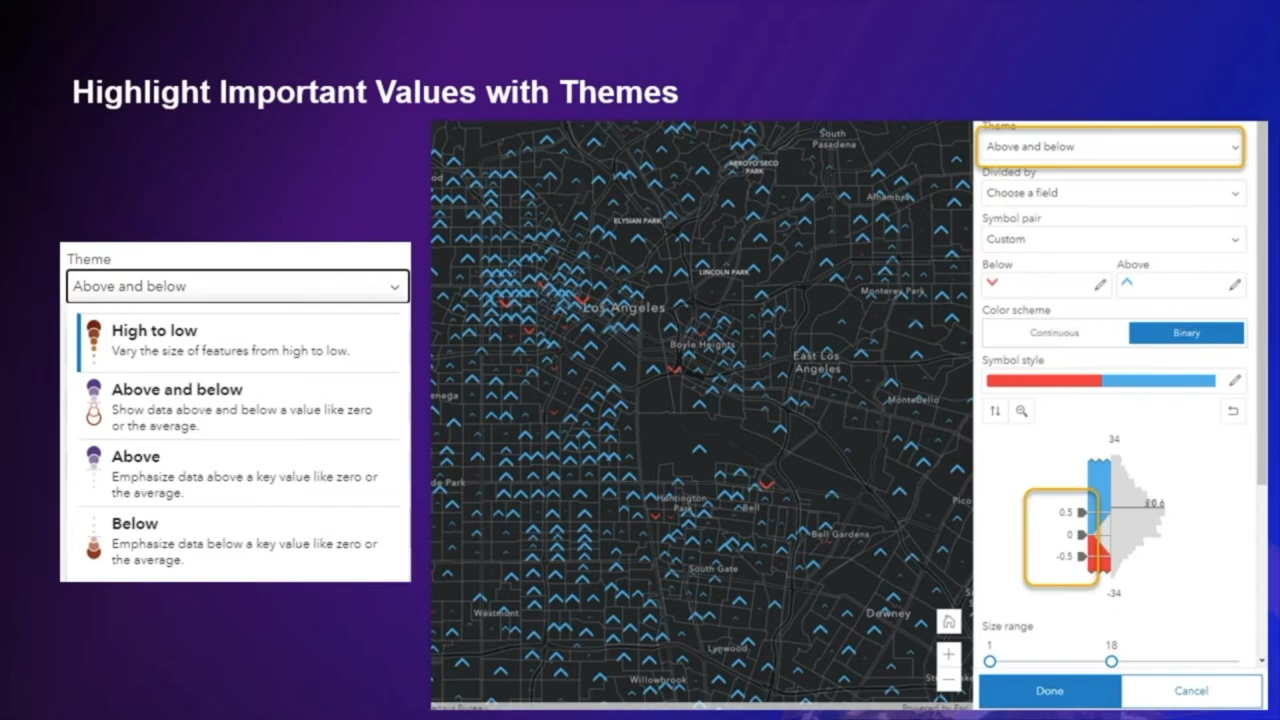 Highlight Important Values with Themes
Theme
Above and below
High to low
Vary the size of features from high to low.
Above and below
Show data above and below a value like zero
or the average.
Above
Emphasize data above a key value like zero or
the average.
Below
Emphasize data below a key value like zero or
the average.
South
Pasadena
ARROYO SECO
PARK
Alhambra
ELYSIAN PARK
LINCOLN PARK
Monterey Park
Los Angeles
Boyle Heights
East Los
Angeles
Montebello
Huntington
Park
Bell
Bell Gardens
South Gate
Downey
Westmont
Lynwood
Willowbrook
Theme
Above and below
Divided by
Choose a field
Symbol pair
Custom
Below Above
Color scheme
Continuous Binary
Symbol style
34
0.5
0
-0.5
-34
Size range
1 18
Done Cancel